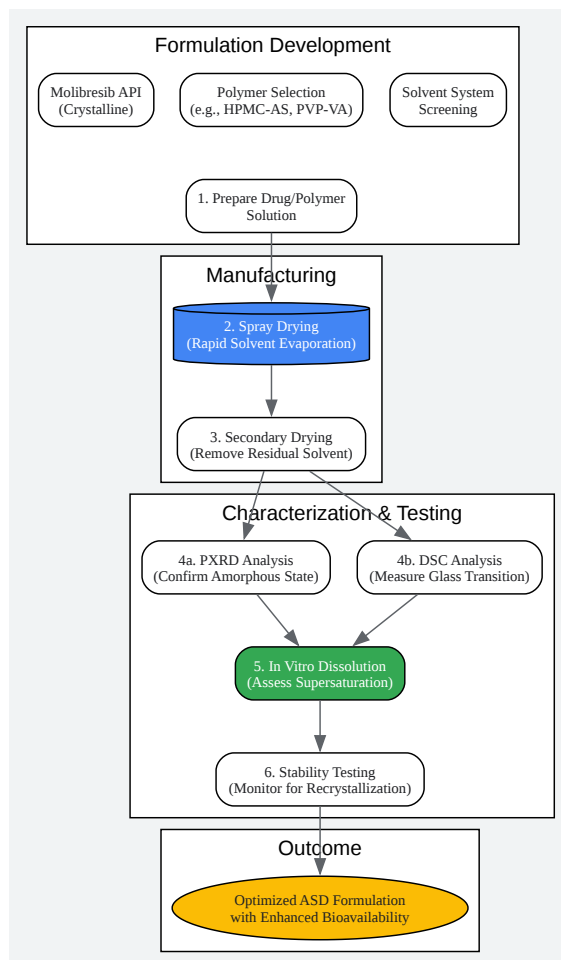 Formulation Development
Molibresib API
(Crystalline)
Polymer Selection
(e.g., HPMC-AS, PVP-VA)
Solvent System
Screening
1. Prepare Drug/Polymer
Solution
Manufacturing
2. Spray Drying
(Rapid Solvent Evaporation)
3. Secondary Drying
(Remove Residual Solvent)
Characterization & Testing
4a. PXRD Analysis
(Confirm Amorphous State)
4b. DSC Analysis
(Measure Glass Transition)
5. In Vitro Dissolution
(Assess Supersaturation)
6. Stability Testing
(Monitor for Recrystallization)
Outcome
Optimized ASD Formulation
with Enhanced Bioavailability